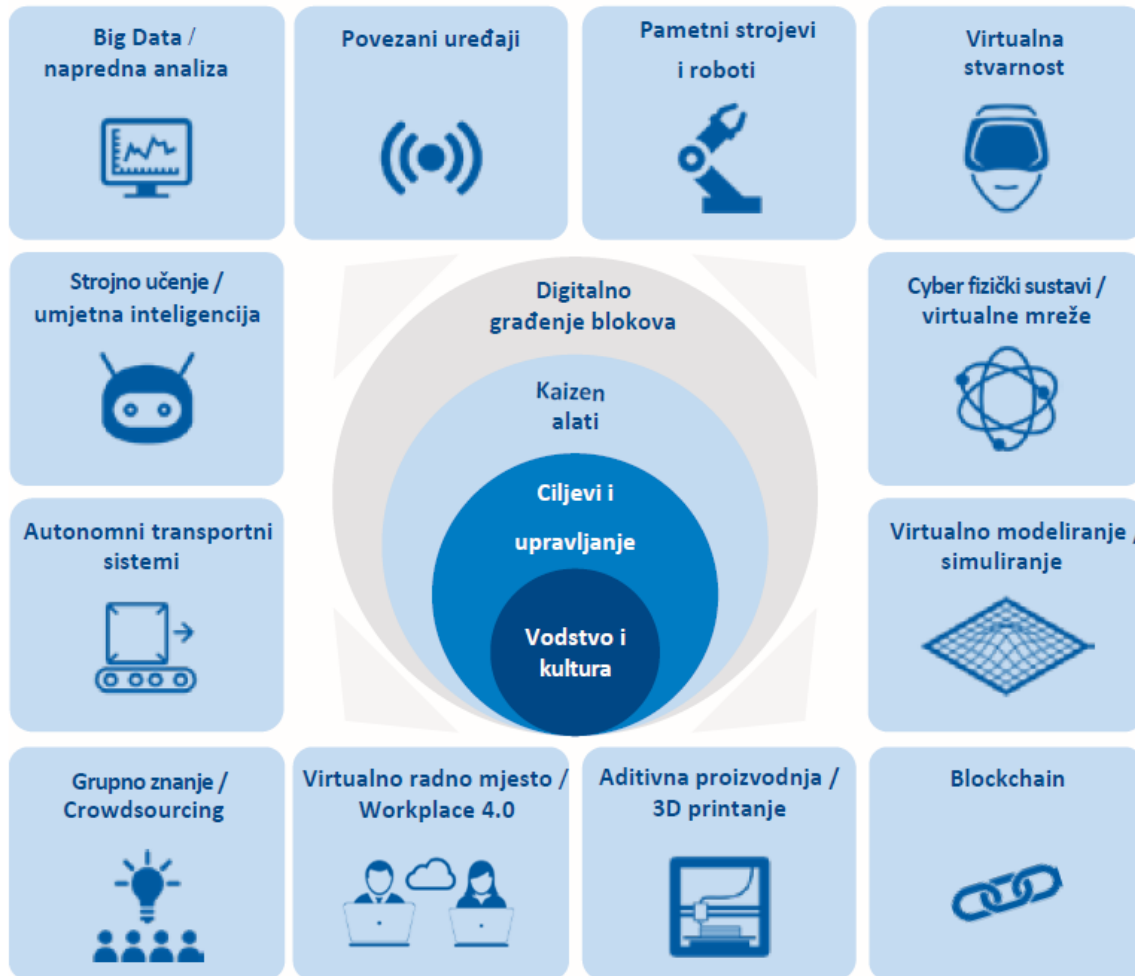 Big Data /
napredna analiza
Povezani uređaji
Pametni strojevi
i roboti
Virtualna
stvarnost
Strojno učenje /
umjetna inteligencija
Digitalno
građenje blokova
Cyber fizički sustavi /
virtualne mreže
Kaizen
alati
Ciljevi i
upravljanje
Vodstvo i
kultura
Autonomni transportni
sistemi
Virtualno modeliranje /
simuliranje
Grupno znanje /
Crowdsourcing
Virtualno radno mjesto /
Workplace 4.0
Aditivna proizvodnja /
3D printanje
Blockchain